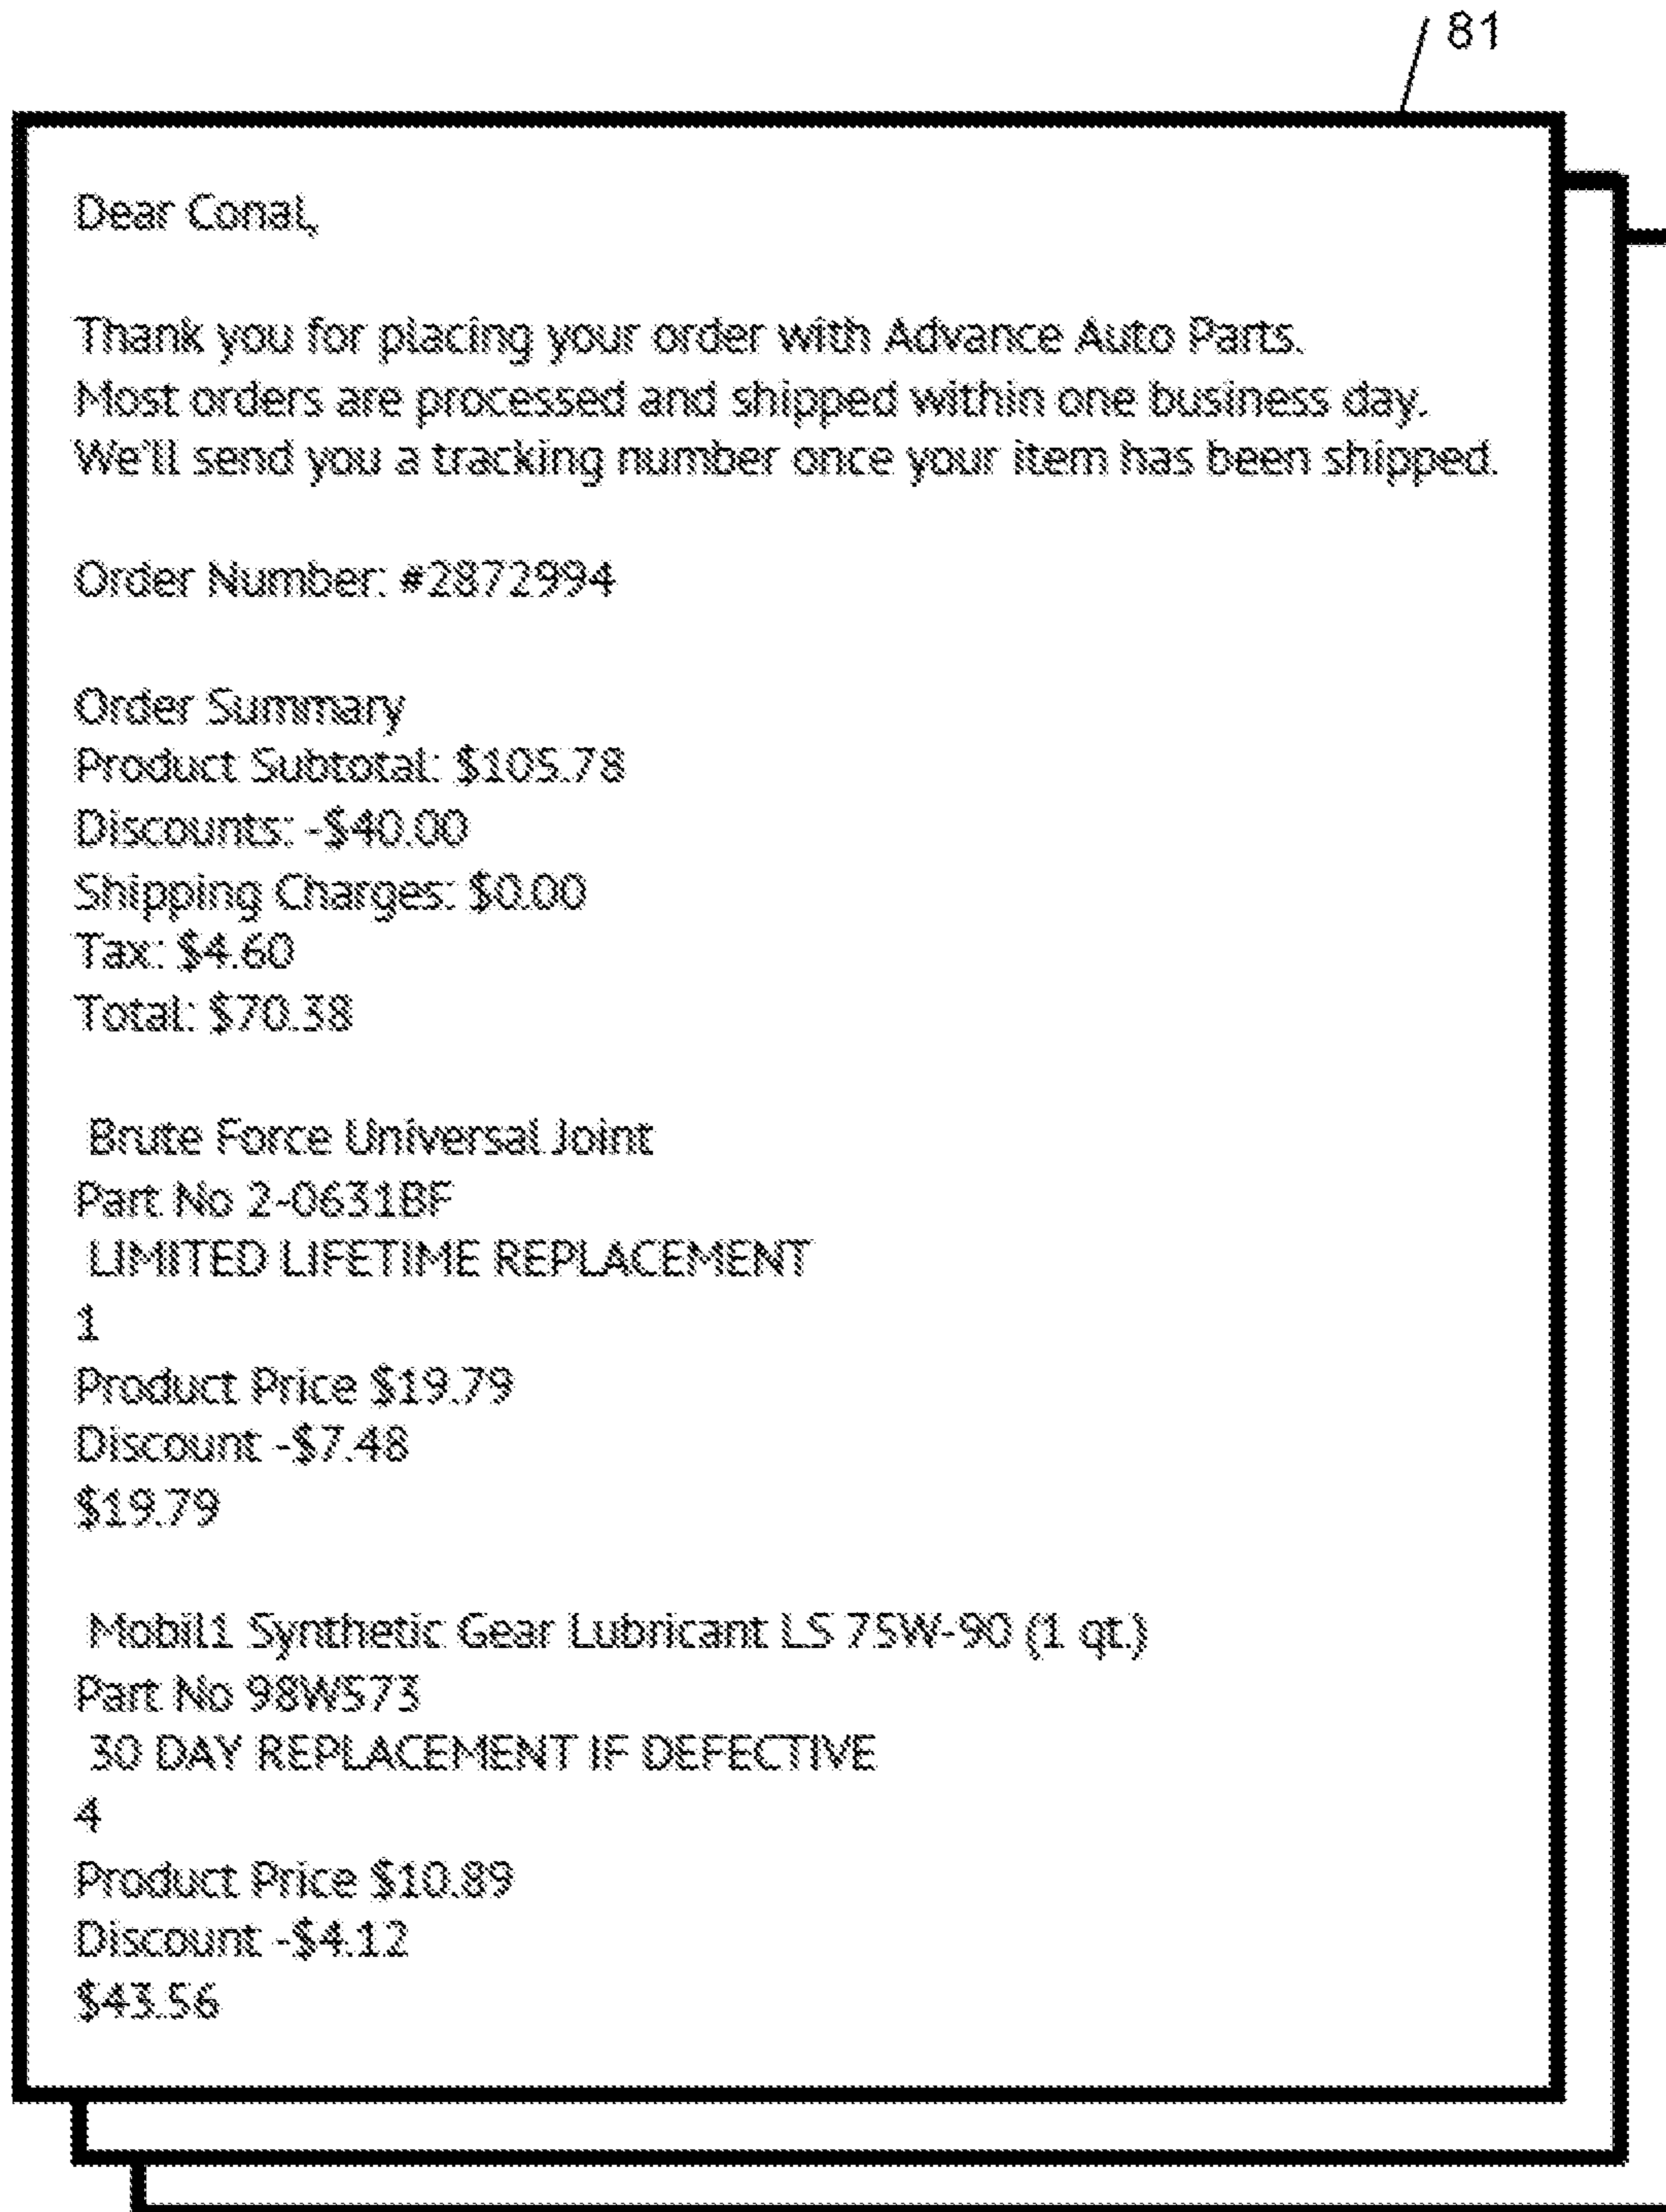 81
Dear Conal,
Thank you for placing your order with Advance Auto Parts.
Most orders are processed and shipped within one business day.
We'll send you a tracking number once your item has been shipped.
Order Number: #2872994
Order Summary
Product Subtotal: $105.78
Discounts: -$40.00
Shipping Charges: $0.00
Tax: $4.60
Total: $70.38
Brute Force Universal Joint
Part No 2-0631BF
LIMITED LIFETIME REPLACEMENT
1
Product Price $19.79
Discount -$7.48
$19.79
Mobil1 Synthetic Gear Lubricant LS 75W-90 (1 qt.)
Part No 98W573
30 DAY REPLACEMENT IF DEFECTIVE
4
Product Price $10.89
Discount -$4.12
$43.56